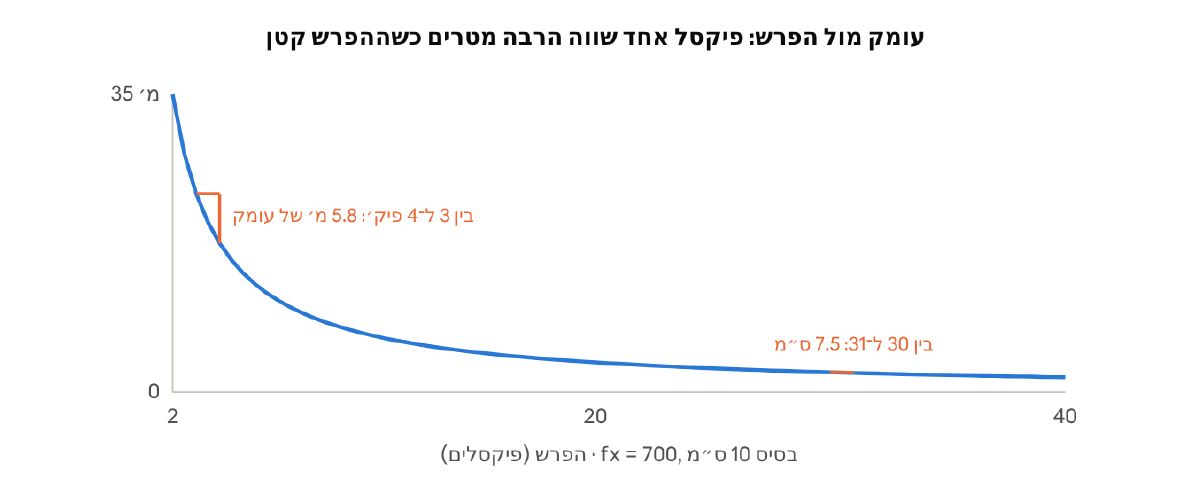 עומק מול הפרש: פיקסל אחד שווה הרבה מטרים כשההפרש קטן
35 מ׳
בין 3 ל־4 פיק׳: 5.8 מ׳ של עומק
בין 30 ל־31: 7.5 ס״מ
0
2
20
40
בסיס 10 ס״מ, fx = 700 · הפרש (פיקסלים)